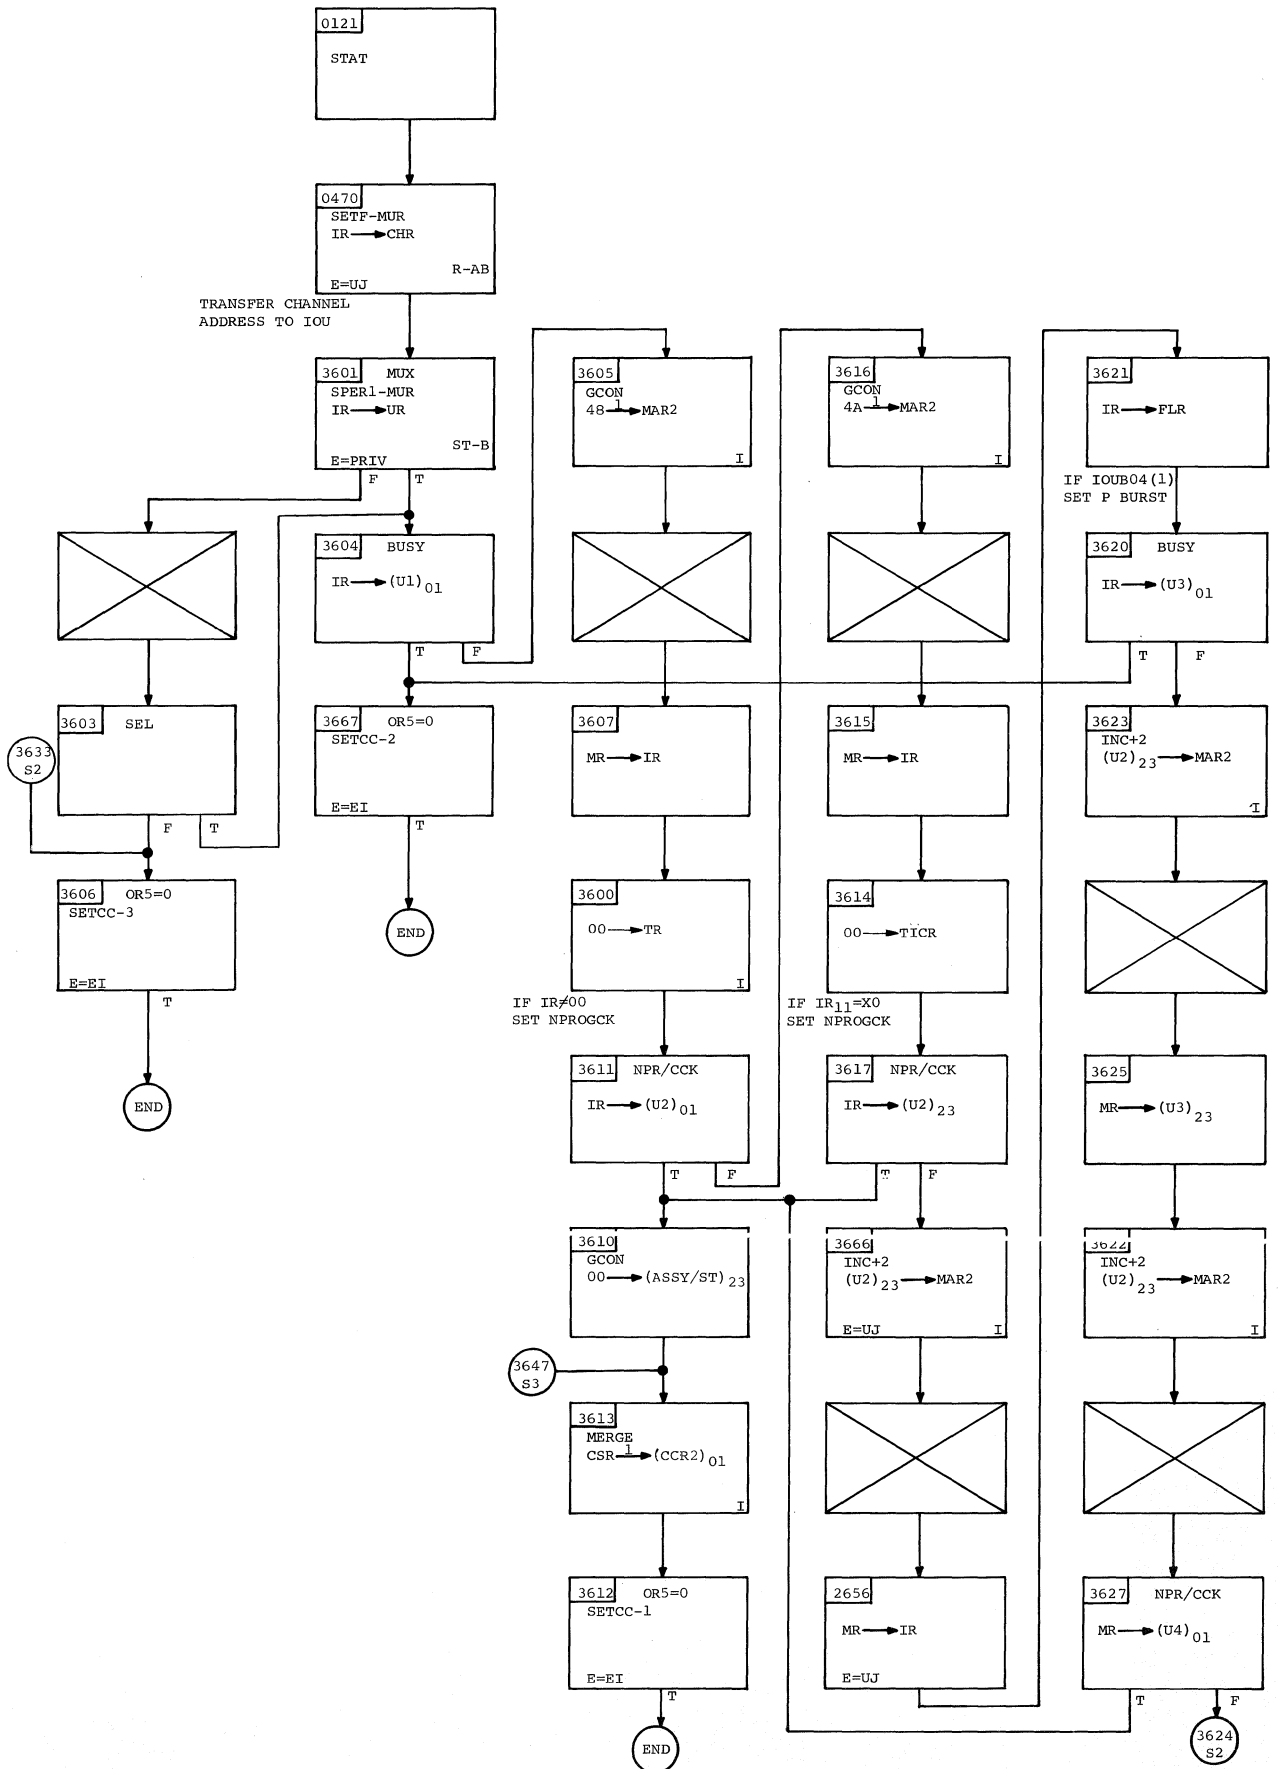 0121
STAT
0470
SETF-MUR
IR→CHR
R-AB
E=UJ
TRANSFER CHANNEL
ADDRESS TO IOU
3601 MUX
SPER1-MUR
IR→UR
ST-B
E=PRIV
F T
3604 BUSY
IR→(U1)01
T F
3603 SEL
3633
S2
F T
3606 OR5=0
SETCC-3
E=EI
T
END
3667 OR5=0
SETCC-2
E=EI
T
END
3605
GCON
48 1→MAR2
I
3607
MR→IR
3600
00→TR
I
IF IR≠00
SET NPROGCK
3611 NPR/CCK
IR→(U2)01
T F
3610
GCON
00→(ASSY/ST)23
3647
S3
3613
MERGE
CSR 1→(CCR2)01
I
3612 OR5=0
SETCC-1
E=EI
T
END
3616
GCON
4A 1→MAR2
I
3615
MR→IR
3614
00→TICR
IF IR11=X0
SET NPROGCK
3617 NPR/CCK
IR→(U2)23
T F
3666
INC+2
(U2)23→MAR2
E=UJ I
2656
MR→IR
E=UJ
3621
IR→FLR
IF IOUB04(1)
SET P BURST
3620 BUSY
IR→(U3)01
T F
3623
INC+2
(U2)23→MAR2
I
3625
MR→(U3)23
3622
INC+2
(U2)23→MAR2
I
3627 NPR/CCK
MR→(U4)01
T F
3624
S2